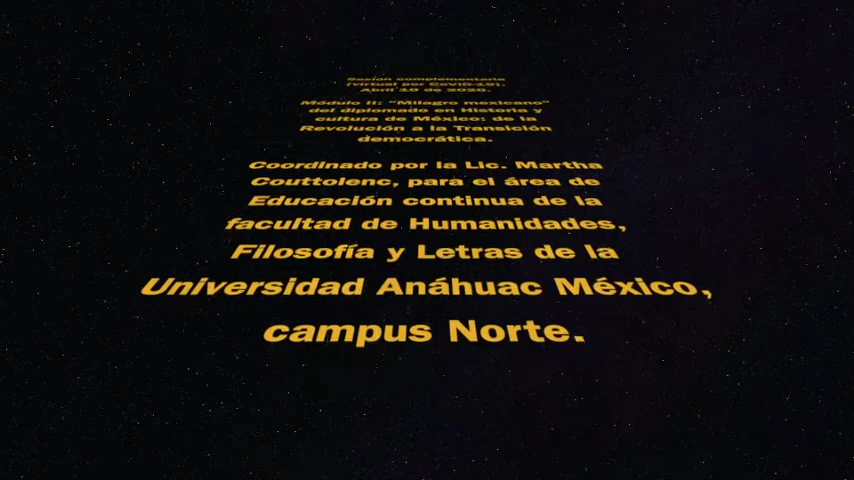 Sesión complementaria
(virtual por Covid-19).
Abril 10 de 2020.
Módulo II: "Milagro mexicano"
del diplomado en Historia y
cultura de México: de la
Revolución a la Transición
democrática.
Coordinado por la Lic. Martha
Couttolenc, para el área de
Educación continua de la
facultad de Humanidades,
Filosofía y Letras de la
Universidad Anáhuac México,
campus Norte.